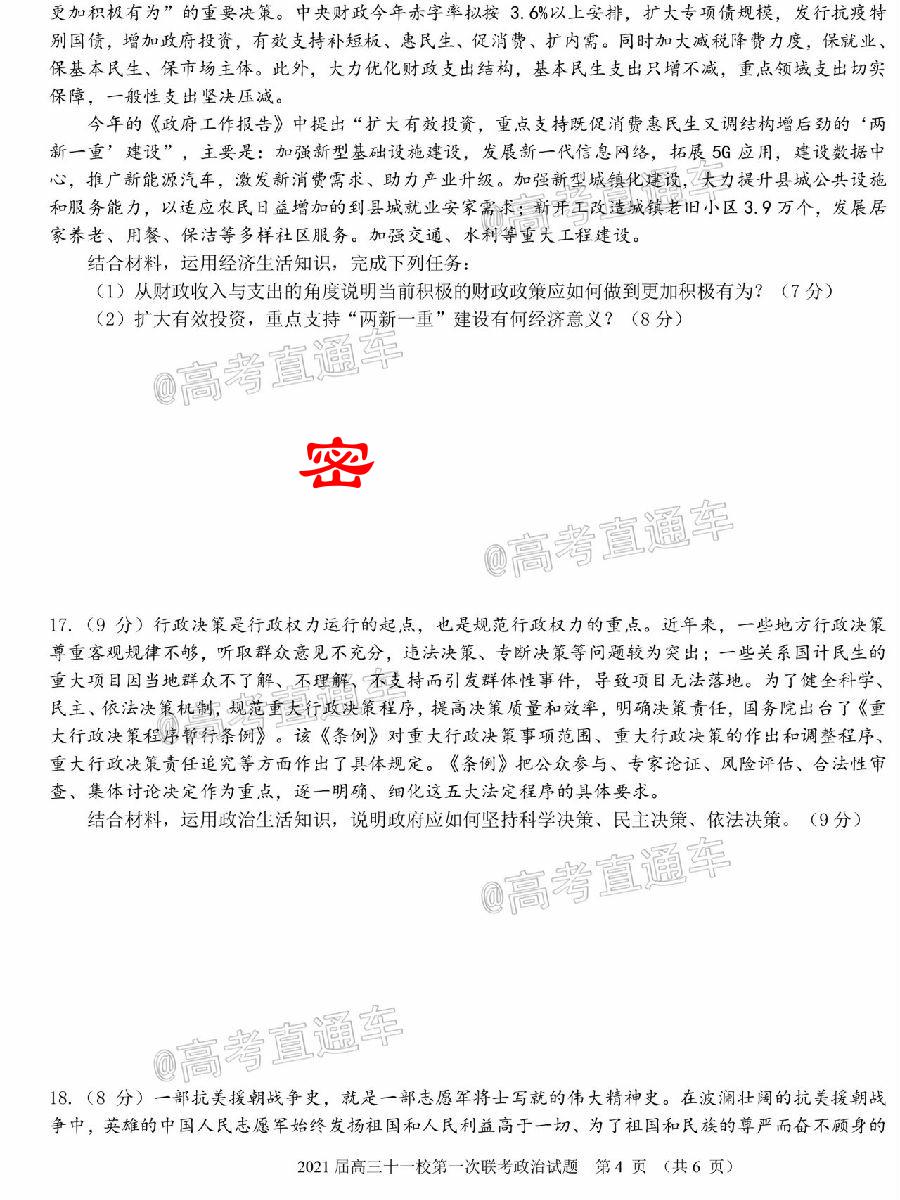 更加积极有为”的重要决策。中央财政今年赤字率拟按 3.6%以上安排，扩大专项债规模，发行抗疫特
别国债，增加政府投资，有效支持补短板、惠民生、促消费、扩内需。同时加大减税降费力度，保就业、
保基本民生、保市场主体。此外，大力优化财政支出结构，基本民生支出只增不减，重点领域支出切实
保障，一般性支出坚决压减。
今年的《政府工作报告》中提出“扩大有效投资，重点支持既促消费惠民生又调结构增后劲的‘两
新一重’建设”，主要是：加强新型基础设施建设，发展新一代信息网络，拓展 5G 应用，建设数据中
心，推广新能源汽车，激发新消费需求、助力产业升级。加强新型城镇化建设，大力提升县城公共设施
和服务能力，以适应农民日益增加的到县城就业安家需求；新开工改造城镇老旧小区 3.9 万个，发展居
家养老、用餐、保洁等多样社区服务。加强交通、水利等重大工程建设。
结合材料，运用经济生活知识，完成下列任务：
（1）从财政收入与支出的角度说明当前积极的财政政策应如何做到更加积极有为？（7 分）
（2）扩大有效投资，重点支持“两新一重”建设有何经济意义？（8 分）
@高考直通车
@高考直通车
密
@高考直通车
17.（9 分）行政决策是行政权力运行的起点，也是规范行政权力的重点。近年来，一些地方行政决策
尊重客观规律不够，听取群众意见不充分，违法决策、专断决策等问题较为突出；一些关系国计民生的
重大项目因当地群众不了解、不理解、不支持而引发群体性事件，导致项目无法落地。为了健全科学、
民主、依法决策机制，规范重大行政决策程序，提高决策质量和效率，明确决策责任，国务院出台了《重
大行政决策程序暂行条例》。该《条例》对重大行政决策事项范围、重大行政决策的作出和调整程序、
重大行政决策责任追究等方面作出了具体规定。《条例》把公众参与、专家论证、风险评估、合法性审
查、集体讨论决定作为重点，逐一明确、细化这五大法定程序的具体要求。
结合材料，运用政治生活知识，说明政府应如何坚持科学决策、民主决策、依法决策。（9 分）
@高考直通车
@高考直通车
@高考直通车
18.（8 分）一部抗美援朝战争史，就是一部志愿军将士写就的伟大精神史。在波澜壮阔的抗美援朝战
争中，英雄的中国人民志愿军始终发扬祖国和人民利益高于一切、为了祖国和民族的尊严而奋不顾身的
2021 届高三十一校第一次联考政治试题 第 4 页 （共 6 页）